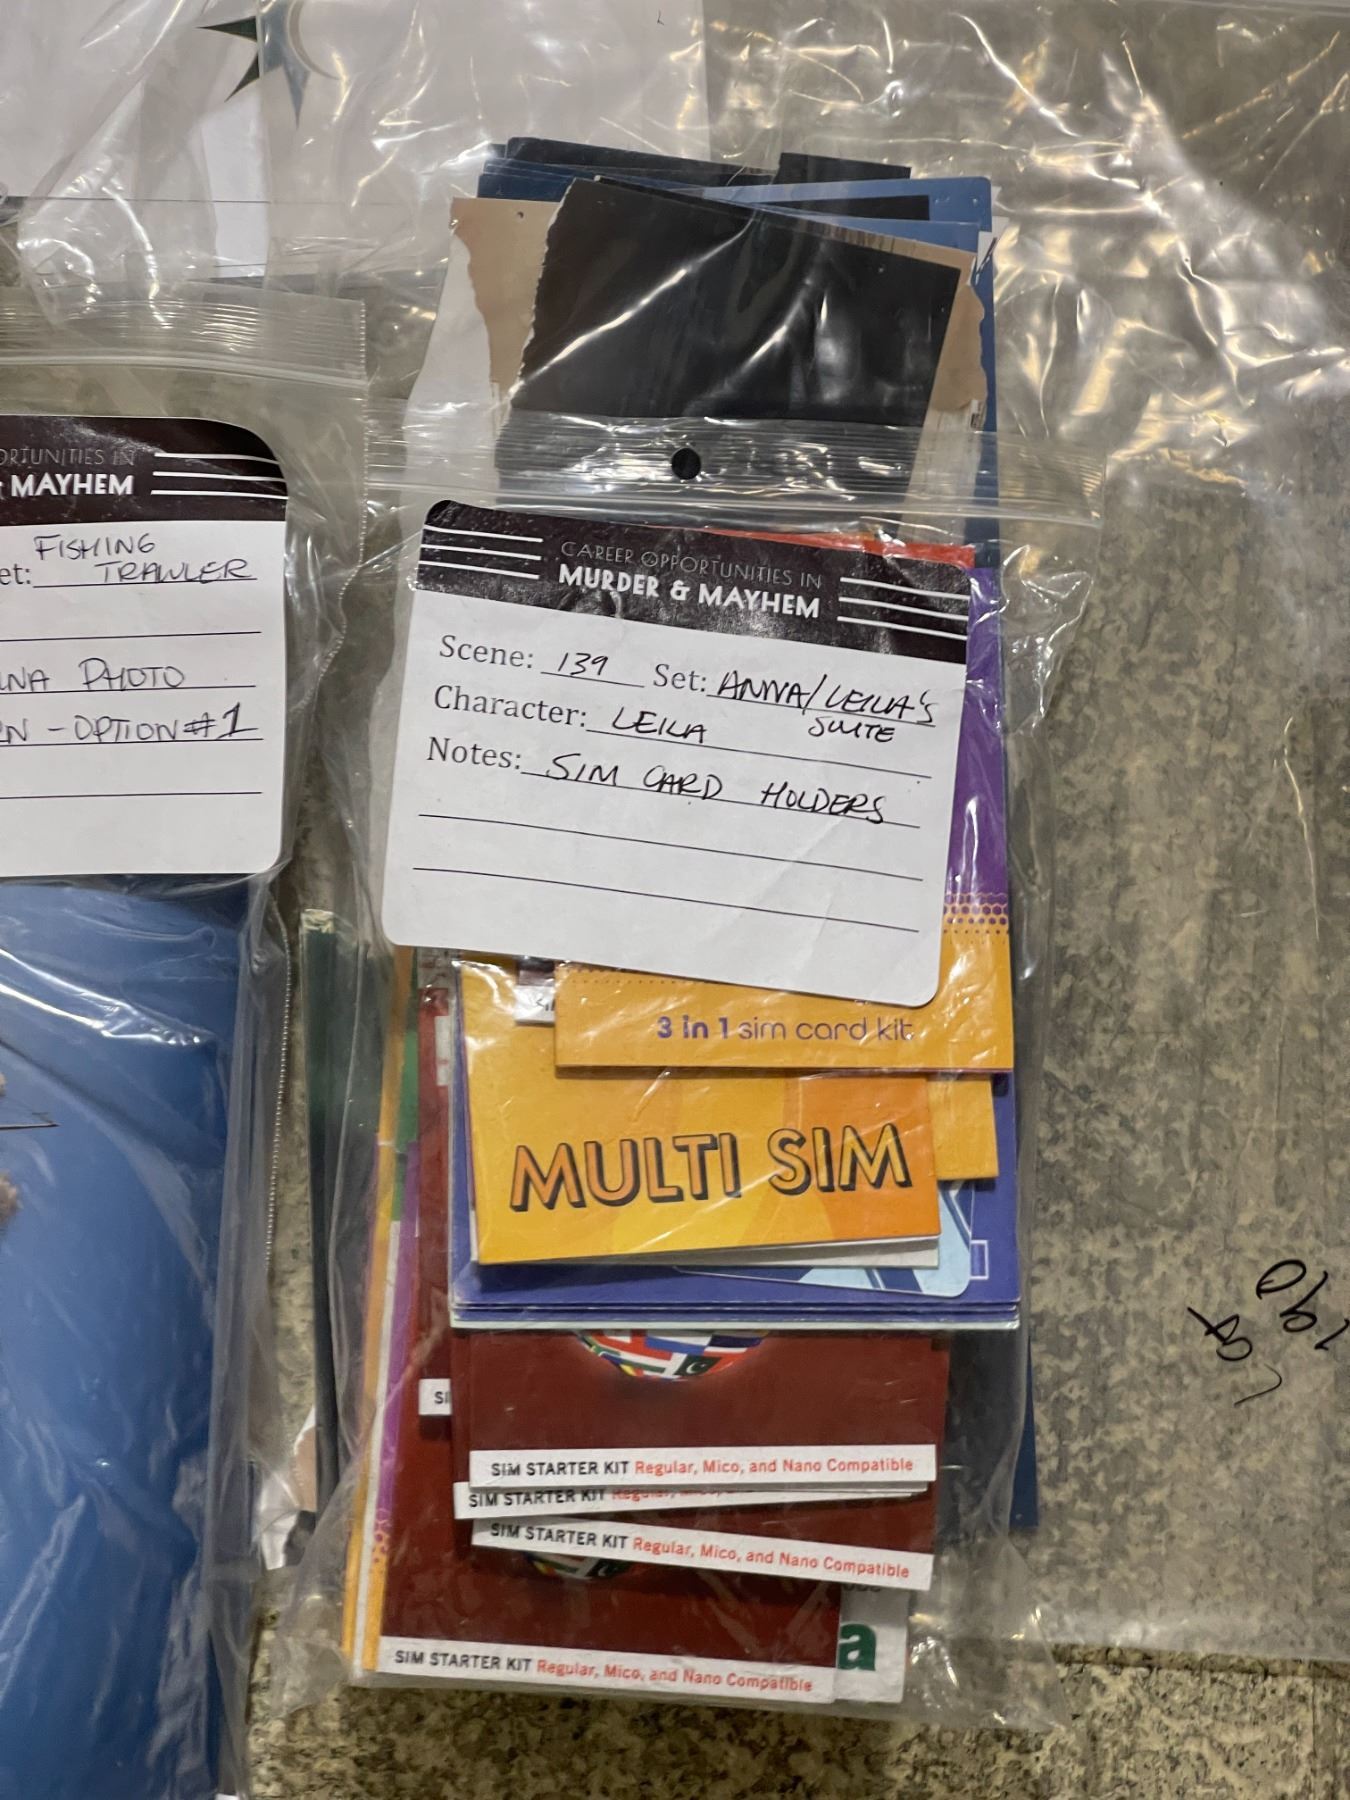 ORTUNITIES IN
MAYHEM
FISHING
et: TRAWLER
NA PHOTO
N - OPTION #1
CAREER OPPORTUNITIES IN
MURDER & MAYHEM
Scene: 139 Set: ANNA/LEILA'S
SUITE
Character: LEILA
Notes: SIM CARD HOLDERS
3 in 1 sim card kit
MULTI SIM
SI
SIM STARTER KIT Regular, Mico, and Nano Compatible
SIM STARTER KIT
SIM STARTER KIT Regular, Mico, and Nano Compatible
a
SIM STARTER KIT Regular, Mico, and Nano Compatible